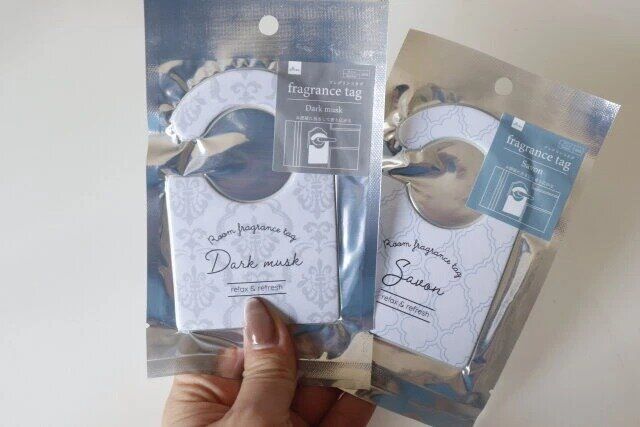 fragrance tag
Dark musk
Room fragrance tag
Dark musk
relax & refresh
fragrance tag
Savon
Room fragrance tag
Savon
relax & refresh